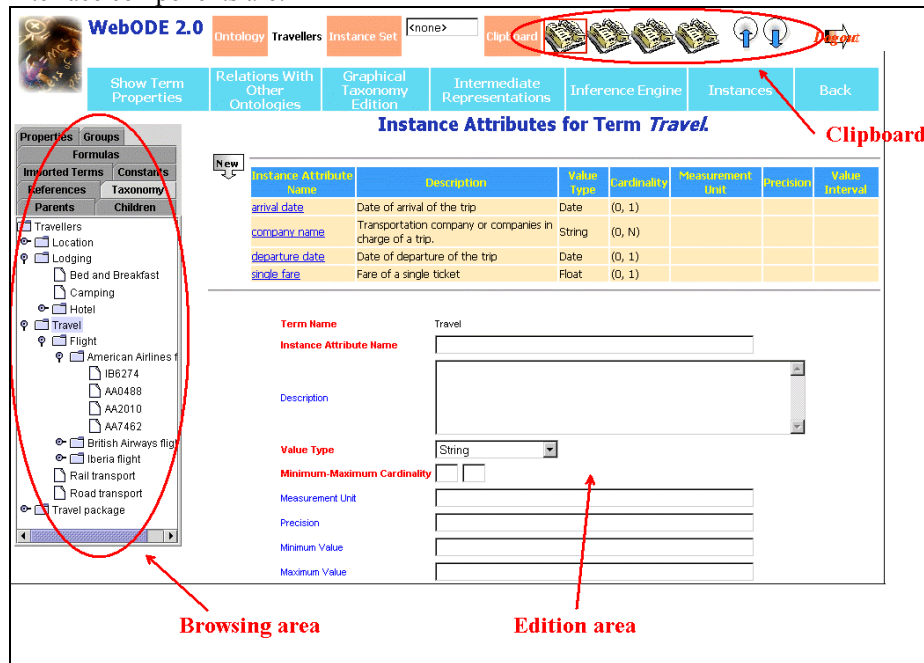 WebODE 2.0
Ontology Travellers Instance Set <none> Clipboard Logout
Show Term Properties
Relations With Other Ontologies
Graphical Taxonomy Edition
Intermediate Representations
Inference Engine
Instances
Back
Clipboard
Instance Attributes for Term Travel.
Properties Groups
Formulas
Imported Terms Constants
References Taxonomy
Parents Children
Travellers
Location
Lodging
Bed and Breakfast
Camping
Hotel
Travel
Flight
American Airlines f
IB6274
AA0488
AA2010
AA7462
British Airways flig
Iberia flight
Rail transport
Road transport
Travel package
New
Instance Attribute Name Description Value Type Cardinality Measurement Unit Precision Value Interval
arrival date Date of arrival of the trip Date (0, 1)
company name Transportation company or companies in charge of a trip. String (0, N)
departure date Date of departure of the trip Date (0, 1)
single fare Fare of a single ticket Float (0, 1)
Term Name Travel
Instance Attribute Name
Description
Value Type String
Minimum-Maximum Cardinality
Measurement Unit
Precision
Minimum Value
Maximum Value
Browsing area
Edition area